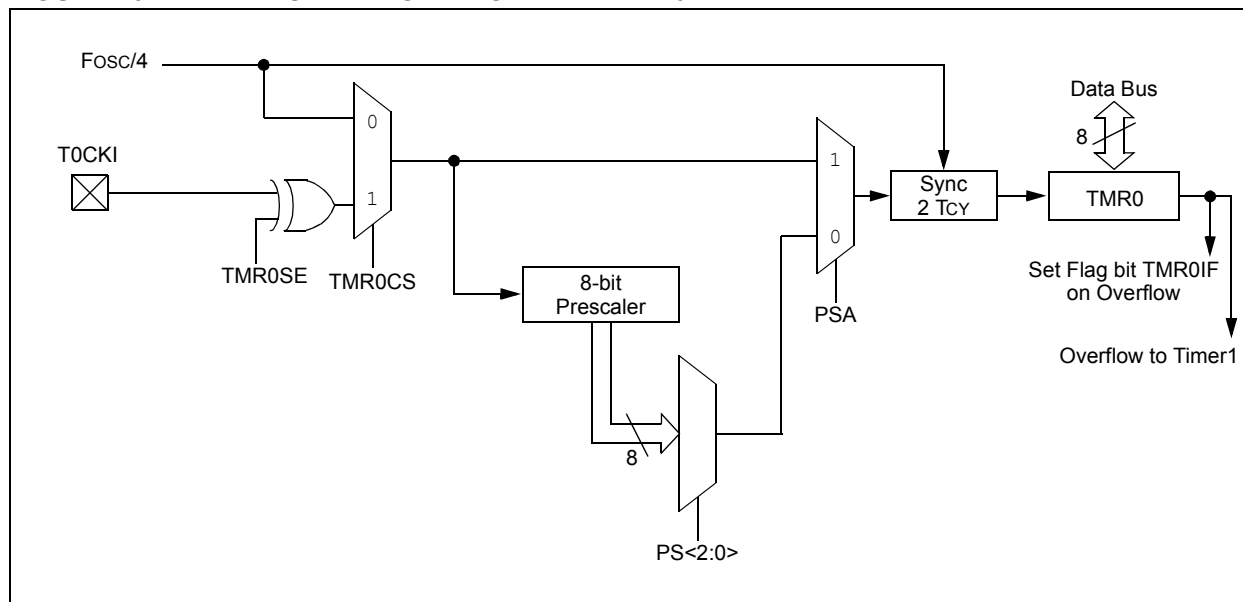 FOSC/4
Data Bus
8
T0CKI
0
1
1
0
Sync
2 TCY
TMR0
TMR0SE
TMR0CS
8-bit
Prescaler
PSA
Set Flag bit TMR0IF
on Overflow
Overflow to Timer1
8
PS<2:0>